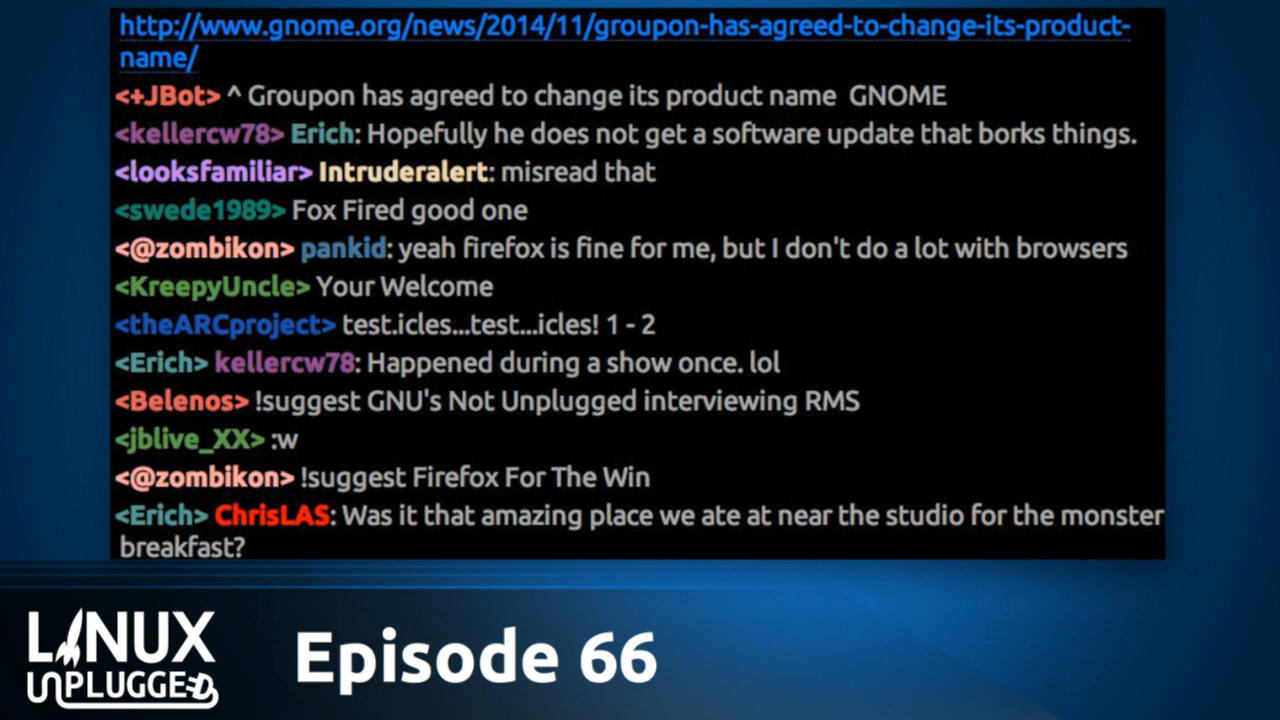 http://www.gnome.org/news/2014/11/groupon-has-agreed-to-change-its-product-
name/
<+JBot> ^ Groupon has agreed to change its product name  GNOME
<kellercw78> Erich: Hopefully he does not get a software update that borks things.
<looksfamiliar> Intruderalert: misread that
<swede1989> Fox Fired good one
<@zombikon> pankid: yeah firefox is fine for me, but I don't do a lot with browsers
<KreepyUncle> Your Welcome
<theARCproject> test.icles...test...icles! 1 - 2
<Erich> kellercw78: Happened during a show once. lol
<Belenos> !suggest GNU's Not Unplugged interviewing RMS
<jblive_XX> :w
<@zombikon> !suggest Firefox For The Win
<Erich> ChrisLAS: Was it that amazing place we ate at near the studio for the monster
breakfast?
LINUX
UNPLUGGED
Episode 66